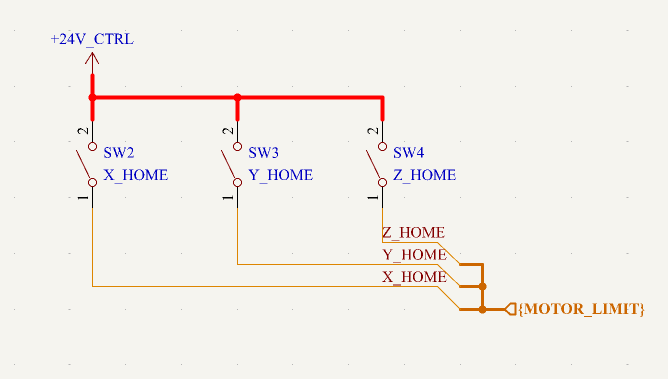 +24V_CTRL
2
SW2
X_HOME
1
2
SW3
Y_HOME
1
2
SW4
Z_HOME
1
Z_HOME
Y_HOME
X_HOME
{MOTOR_LIMIT}